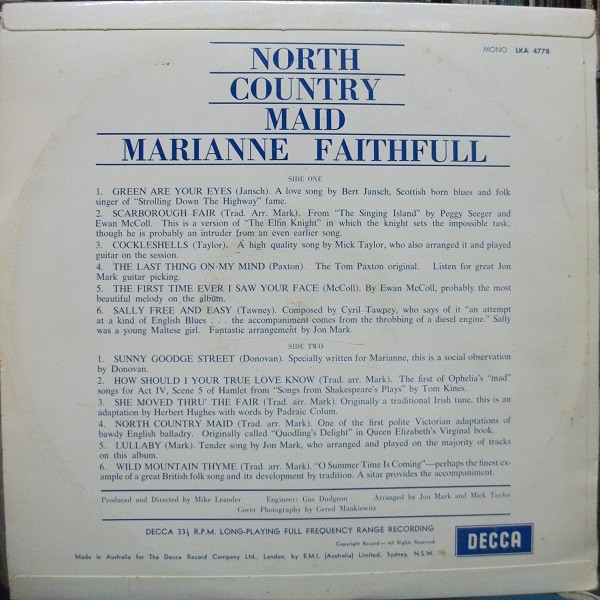 MONO LKA 4778
NORTH
COUNTRY
MAID
MARIANNE FAITHFULL
SIDE ONE
1. GREEN ARE YOUR EYES (Jansch). A love song by Bert Jansch, Scottish born blues and folk
singer of "Strolling Down The Highway" fame.
2. SCARBOROUGH FAIR (Trad. Arr. Mark). From "The Singing Island" by Peggy Seeger and
Ewan McColl. This is a version of "The Elfin Knight" in which the knight sets the impossible task,
though he is probably an intruder from an even earlier song.
3. COCKLESHELLS (Taylor). A high quality song by Mick Taylor, who also arranged it and played
guitar on the session.
4. THE LAST THING ON MY MIND (Paxton). The Tom Paxton original. Listen for great Jon
Mark guitar picking.
5. THE FIRST TIME EVER I SAW YOUR FACE (McColl). By Ewan McColl, probably the most
beautiful melody on the album.
6. SALLY FREE AND EASY (Tawney). Composed by Cyril Tawney, who says of it "an attempt
at a kind of English Blues . . . the accompaniment comes from the throbbing of a diesel engine." Sally
was a young Maltese girl. Fantastic arrangement by Jon Mark.
SIDE TWO
1. SUNNY GOODGE STREET (Donovan). Specially written for Marianne, this is a social observation
by Donovan.
2. HOW SHOULD I YOUR TRUE LOVE KNOW (Trad. arr. Mark). The first of Ophelia's "mad"
songs for Act IV, Scene 5 of Hamlet from "Songs from Shakespeare's Plays" by Tom Kines.
3. SHE MOVED THRU' THE FAIR (Trad. arr. Mark). Originally a traditional Irish tune, this is an
adaptation by Herbert Hughes with words by Padraic Colum.
4. NORTH COUNTRY MAID (Trad. arr. Mark). One of the first polite Victorian adaptations of
bawdy English balladry. Originally called "Quodling's Delight" in Queen Elizabeth's Virginal book.
5. LULLABY (Mark). Tender song by Jon Mark, who arranged and played on the majority of tracks
on this album.
6. WILD MOUNTAIN THYME (Trad. arr. Mark). "O Summer Time Is Coming"—perhaps the finest ex-
ample of a great British folk song and its development by tradition. A sitar provides the accompaniment.
Produced and Directed by Mike Leander Engineer: Gus Dudgeon Arranged by Jon Mark and Mick Taylor
Cover Photography by Gered Mankiewitz
DECCA 33⅓ R.P.M. LONG-PLAYING FULL FREQUENCY RANGE RECORDING
Copyright Record—All Rights Reserved
DECCA
Made in Australia for The Decca Record Company Ltd., London, by E.M.I. (Australia) Limited, Sydney, N.S.W.